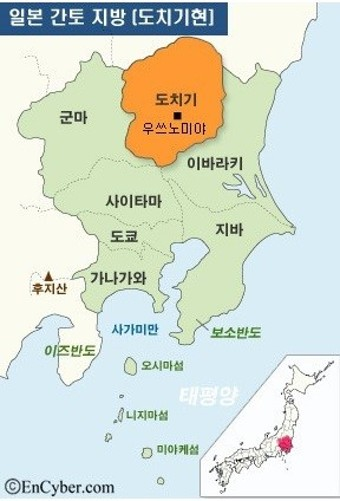 일본 간토 지방 [도치기현]
도치기
우쓰노미야
군마
이바라키
사이타마
도쿄
지바
가나가와
후지산
사가미만
보소반도
이즈반도
오시마섬
태평양
니지마섬
미야케섬
©EnCyber.com